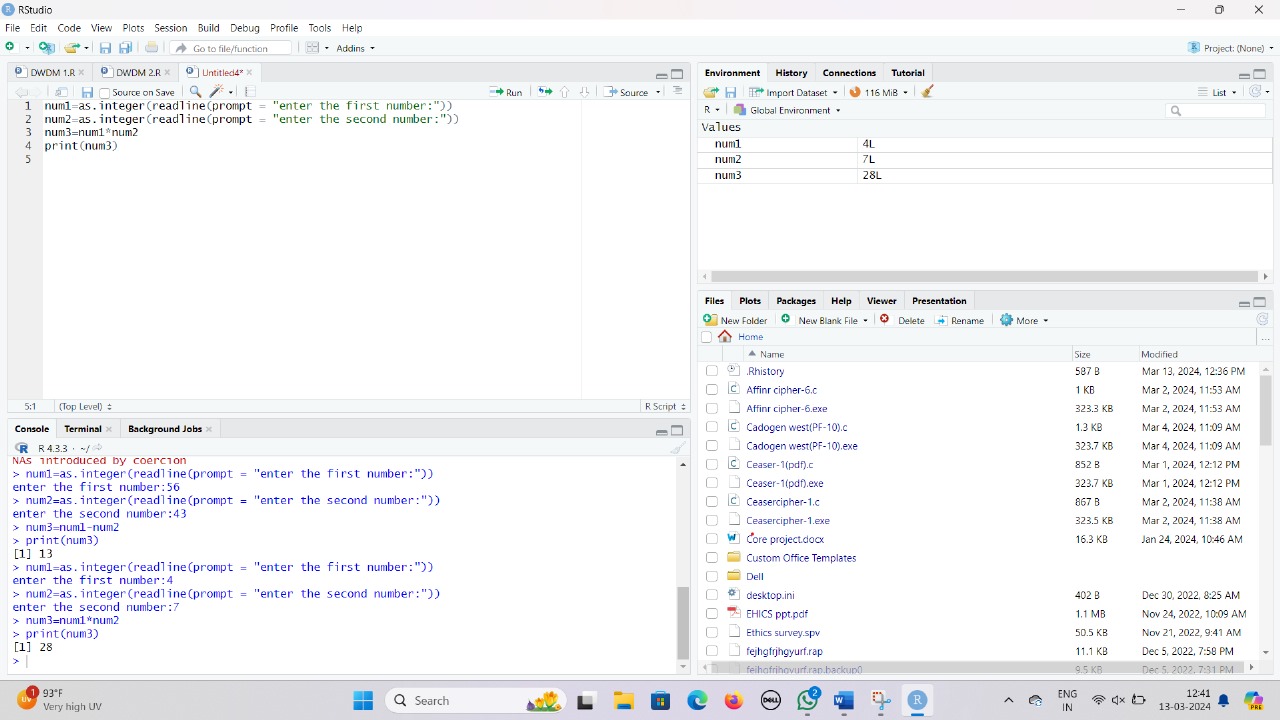 RStudio
File Edit Code View Plots Session Build Debug Profile Tools Help
Go to file/function Addins Project: (None)
DWDM 1.R DWDM 2.R Untitled4*
Source on Save Run Source
1 num1=as.integer(readline(prompt = "enter the first number:"))
2 num2=as.integer(readline(prompt = "enter the second number:"))
3 num3=num1*num2
4 print(num3)
5
5:1 (Top Level) R Script
Console Terminal Background Jobs
R 4.3.3 · ~/
NAs introduced by coercion
> num1=as.integer(readline(prompt = "enter the first number:"))
enter the first number:56
> num2=as.integer(readline(prompt = "enter the second number:"))
enter the second number:43
> num3=num1-num2
> print(num3)
[1] 13
> num1=as.integer(readline(prompt = "enter the first number:"))
enter the first number:4
> num2=as.integer(readline(prompt = "enter the second number:"))
enter the second number:7
num3=num1*num2
> print(num3)
[1] 28
>
Environment History Connections Tutorial
Import Dataset 116 MiB List
R Global Environment
Values
num1 4L
num2 7L
num3 28L
Files Plots Packages Help Viewer Presentation
New Folder New Blank File Delete Rename More
Home ...
Name Size Modified
.Rhistory 587 B Mar 13, 2024, 12:36 PM
Affinr cipher-6.c 1 KB Mar 2, 2024, 11:53 AM
Affinr cipher-6.exe 323.3 KB Mar 2, 2024, 11:53 AM
Cadogen west(PF-10).c 1.3 KB Mar 4, 2024, 11:09 AM
Cadogen west(PF-10).exe 323.7 KB Mar 4, 2024, 11:09 AM
Ceaser-1(pdf).c 852 B Mar 1, 2024, 12:12 PM
Ceaser-1(pdf).exe 323.7 KB Mar 1, 2024, 12:12 PM
Ceasercipher-1.c 867 B Mar 2, 2024, 11:38 AM
Ceasercipher-1.exe 323.5 KB Mar 2, 2024, 11:38 AM
Core project.docx 16.3 KB Jan 24, 2024, 10:46 AM
Custom Office Templates
Dell
desktop.ini 402 B Dec 30, 2022, 8:25 AM
EHICS ppt.pdf 1.1 MB Nov 23, 2022, 10:09 AM
Ethics survey.spv 50.5 KB Nov 21, 2022, 9:41 AM
fejhgfrjhgyurf.rap 11.1 KB Dec 5, 2022, 7:58 PM
9.5 KB Dec 5, 2022, 7:31 PM
1 93°F
Very high UV
Search
DELL
2
ENG
IN
12:41
13-03-2024
PRE